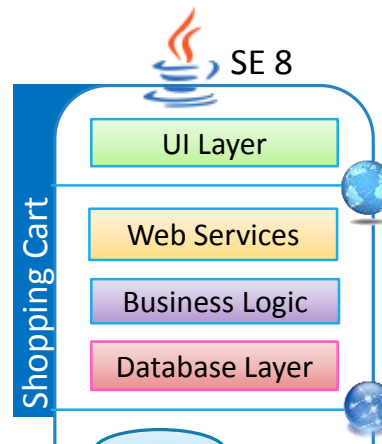 SE 8
UI Layer
Shopping Cart
Web Services
Business Logic
Database Layer